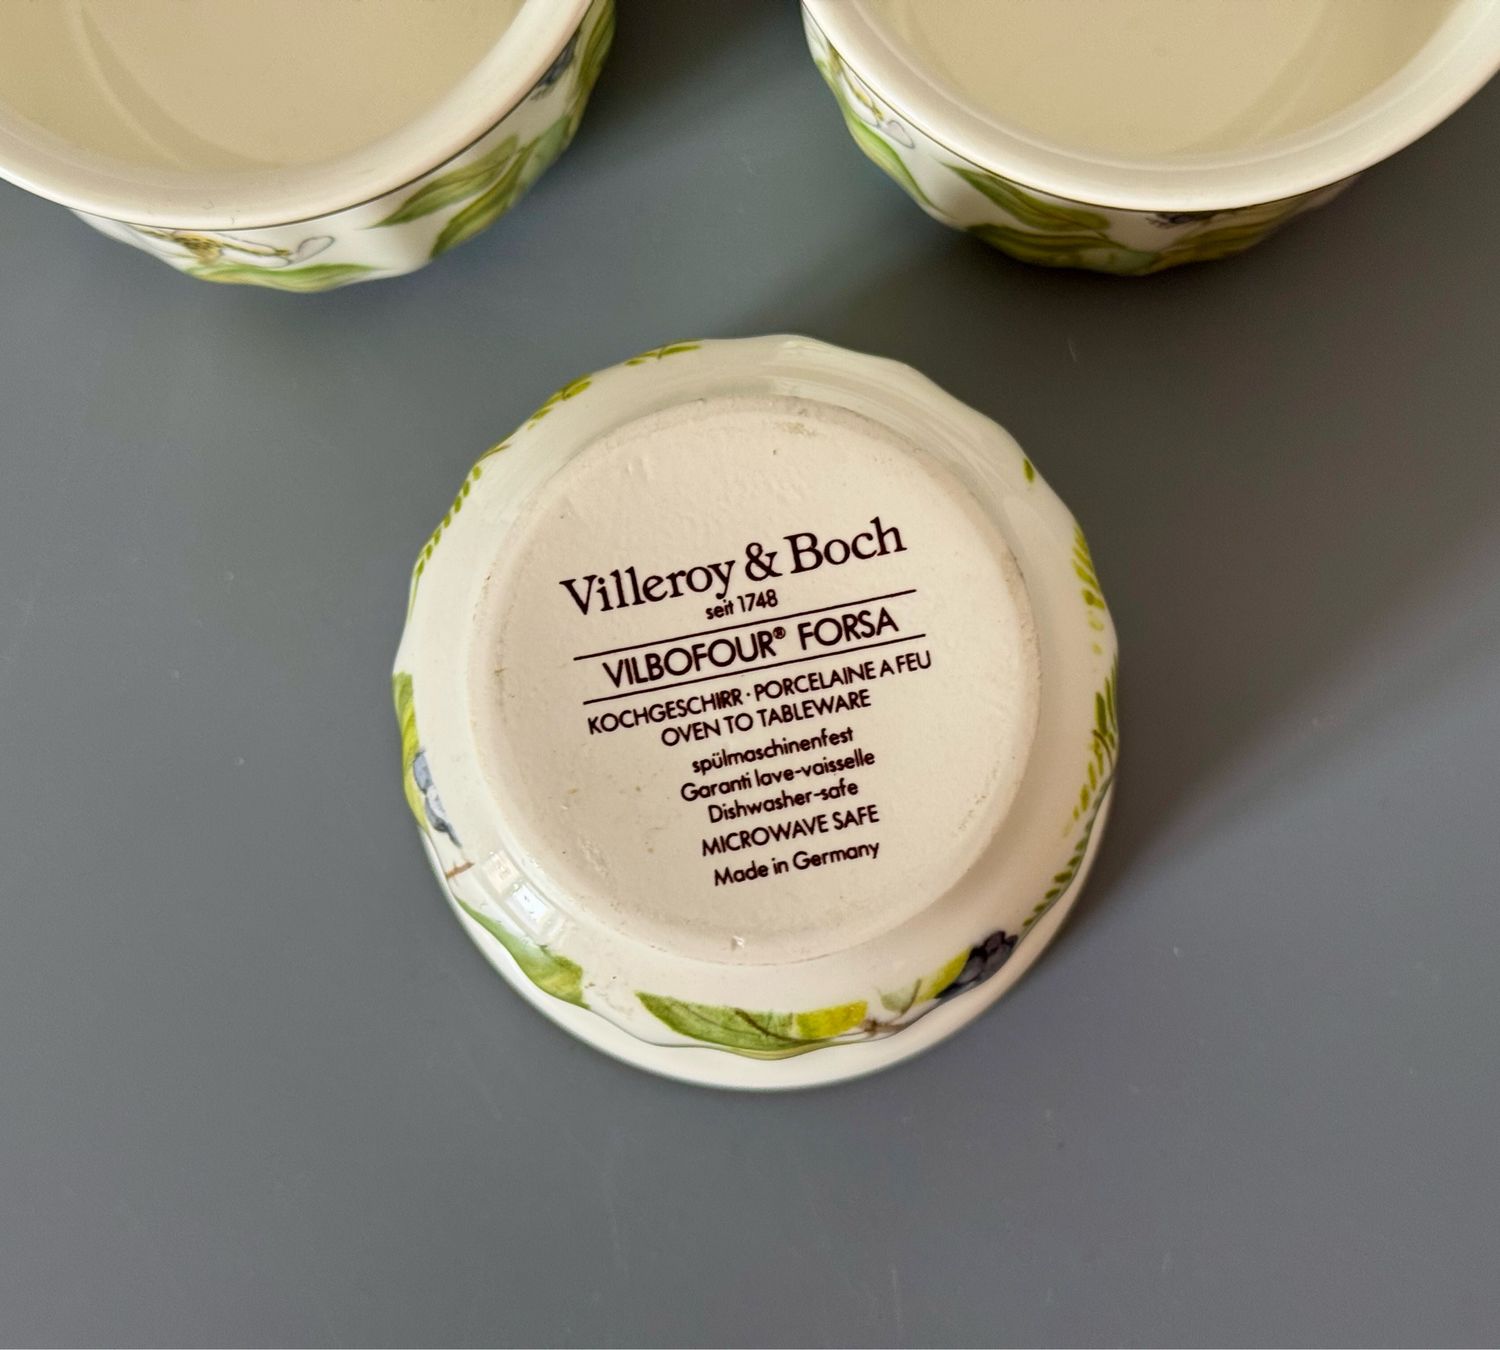 Villeroy & Boch
seit 1748
VILBOFOUR® FORSA
KOCHGESCHIRR · PORCELAINE A FEU
OVEN TO TABLEWARE
spülmaschinenfest
Garanti lave-vaisselle
Dishwasher-safe
MICROWAVE SAFE
Made in Germany